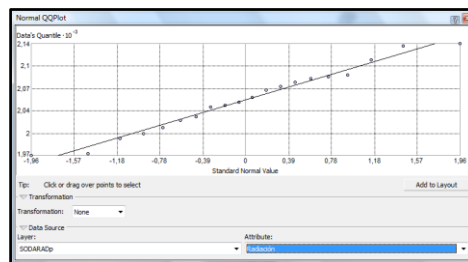 Normal QQPlot
Data's Quantile · 10⁻³
2,14
2,1
2,07
2,04
2
1,97
-1,96 -1,57 -1,18 -0,78 -0,39 0 0,39 0,78 1,18 1,57 1,96
Standard Normal Value
Tip: Click or drag over points to select Add to Layout
Transformation
Transformation: None
Data Source
Layer: Attribute:
SODARADp Radiación